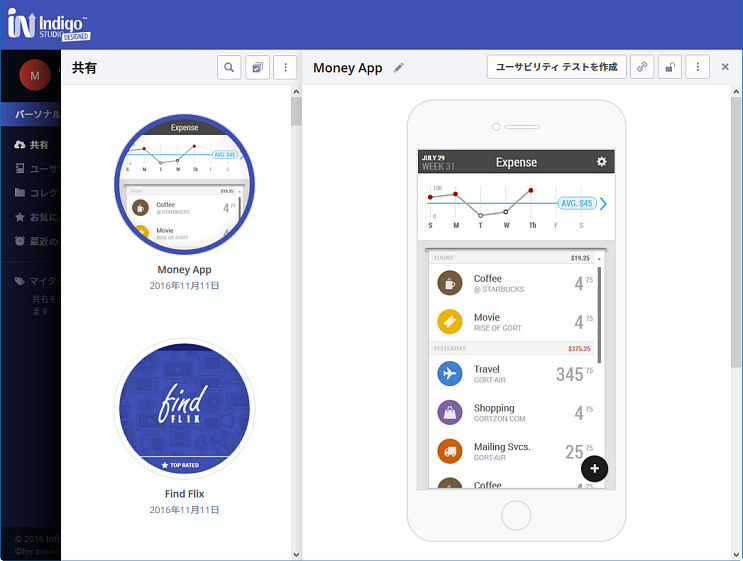 IN Indigo™
STUDIO DESIGNED
M
パーソナル
共有
ユーサ
コレク
お気に
最近の
マイタ
共有を
ます
© 2016 Infr
©for priva
共有
Expense
AVG. $45
S M T W Th F S
TODAY $19.25
Coffee
@ STARBUCKS
4 75
Movie
RISE OF GORT
4 75
Money App
2016年11月11日
find
FLIX
TOP RATED
Find Flix
2016年11月11日
Money App
ユーサビリティ テストを作成
JULY 29
WEEK 31
Expense
100
0
AVG. $45
S M T W Th F S
TODAY $19.25
Coffee
@ STARBUCKS
4 75
Movie
RISE OF GORT
4 75
YESTERDAY $375.25
Travel
GORT-AIR
345 75
Shopping
GORTZON.COM
4 75
Mailing Svcs.
GORT-AIR
25 75
Coffee
4 75